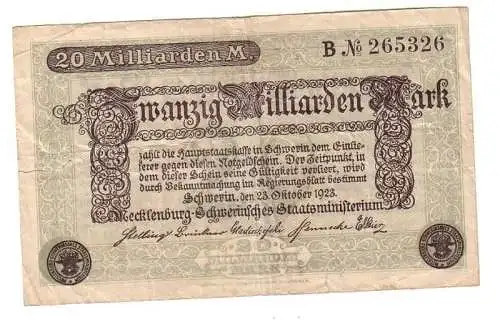 20 Milliarden M.
B № 265326
Zwanzig Milliarden Mark
zahlt die Hauptstaatskasse in Schwerin dem Einlie-
ferer gegen diesen Notgeldschein. Der Zeitpunkt, in
dem dieser Schein seine Gültigkeit verliert, wird
durch Bekanntmachung im Regierungsblatt bestimmt
Schwerin, den 23. Oktober 1923.
Mecklenburg-Schwerinsches Staatsministerium
Stelling